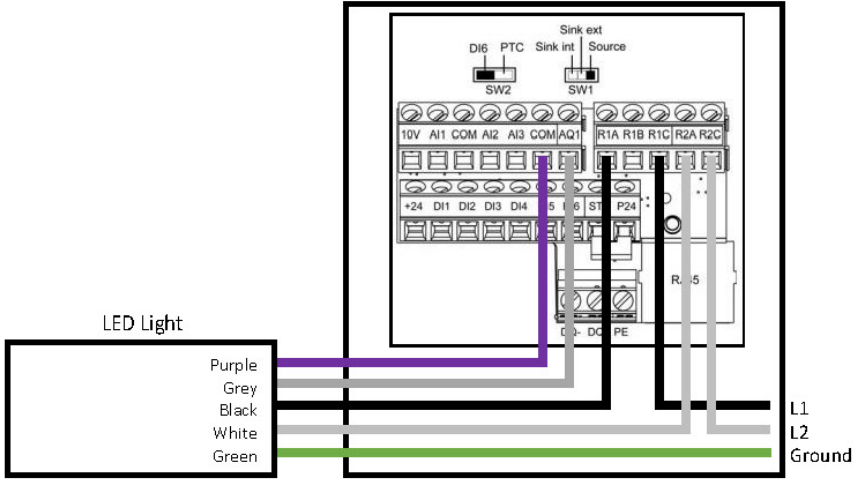 Sink ext
DI6 PTC Sink int Source
SW2 SW1
10V AI1 COM AI2 AI3 COM AQ1 R1A R1B R1C R2A R2C
+24 DI1 DI2 DI3 DI4 P24
PE
LED Light
Purple
Grey
Black L1
White L2
Green Ground